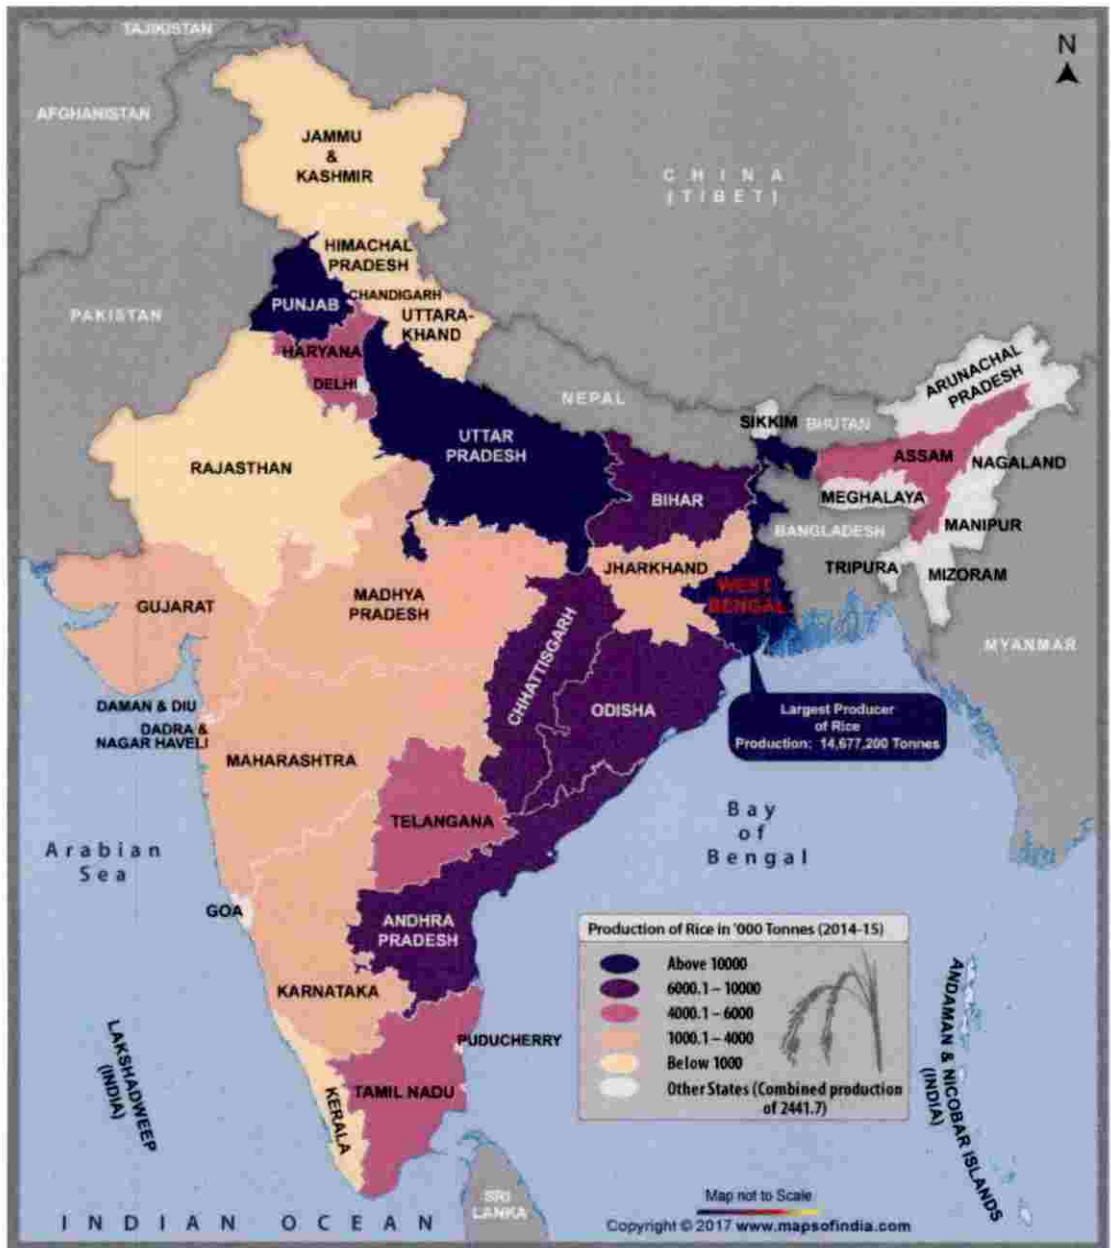 TAJIKISTAN
N
AFGHANISTAN
JAMMU
&
KASHMIR
C H I N A
(TIBET)
HIMACHAL
PRADESH
CHANDIGARH
PUNJAB
UTTARA-
KHAND
PAKISTAN
HARYANA
DELHI
NEPAL
ARUNACHAL
PRADESH
SIKKIM
BHUTAN
UTTAR
PRADESH
ASSAM
NAGALAND
RAJASTHAN
BIHAR
MEGHALAYA
BANGLADESH
MANIPUR
JHARKHAND
TRIPURA
MIZORAM
GUJARAT
MADHYA
PRADESH
WEST
BENGAL
MYANMAR
CHHATTISGARH
ODISHA
DAMAN & DIU
DADRA &
NAGAR HAVELI
Largest Producer
of Rice
Production: 14,677,200 Tonnes
MAHARASHTRA
TELANGANA
Bay
of
Bengal
Arabian
Sea
GOA
ANDHRA
PRADESH
KARNATAKA
PUDUCHERRY
LAKSHADWEEP
(INDIA)
KERALA
TAMIL NADU
Production of Rice in '000 Tonnes (2014-15)
Above 10000
6000.1 – 10000
4000.1 – 6000
1000.1 – 4000
Below 1000
Other States (Combined production
of 2441.7)
ANDAMAN & NICOBAR ISLANDS
(INDIA)
SRI
LANKA
INDIAN OCEAN
Map not to Scale
Copyright © 2017 www.mapsofindia.com